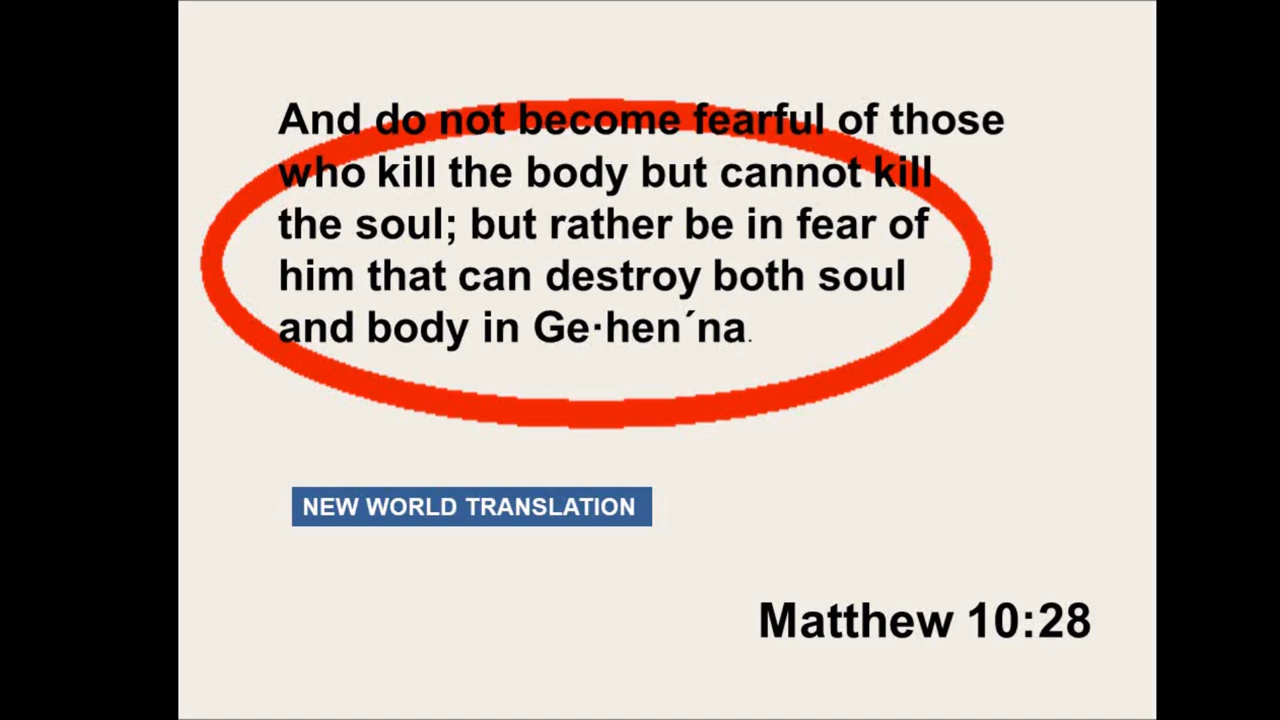 And do not become fearful of those
who kill the body but cannot kill
the soul; but rather be in fear of
him that can destroy both soul
and body in Ge·hen´na.
NEW WORLD TRANSLATION
Matthew 10:28